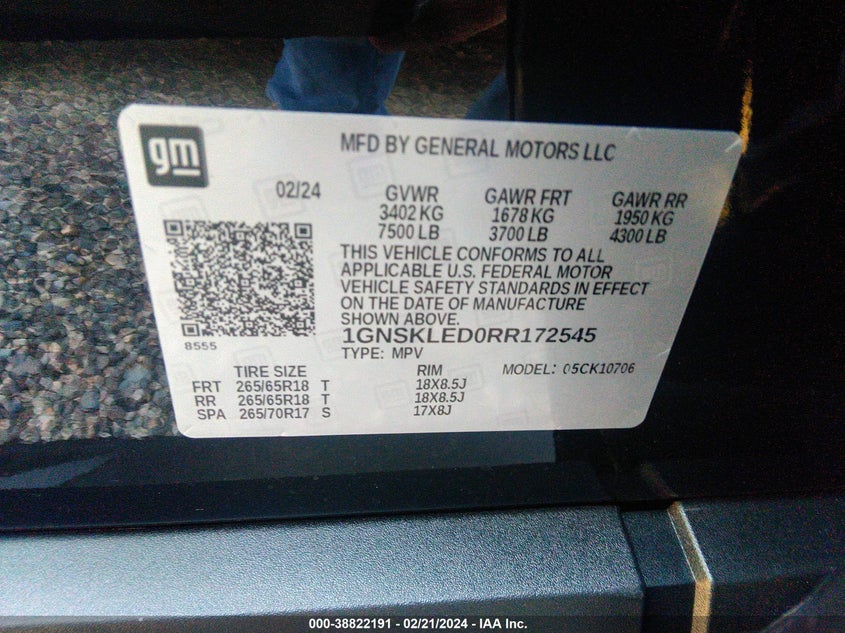 gm
MFD BY GENERAL MOTORS LLC
02/24 GVWR GAWR FRT GAWR RR
3402 KG 1678 KG 1950 KG
7500 LB 3700 LB 4300 LB
THIS VEHICLE CONFORMS TO ALL
APPLICABLE U.S. FEDERAL MOTOR
VEHICLE SAFETY STANDARDS IN EFFECT
ON THE DATE OF MANUFACTURE
SHOWN ABOVE.
8555
1GNSKLED0RR172545
TYPE: MPV MODEL: 05CK10706
TIRE SIZE RIM
FRT 265/65R18 T 18X8.5J
RR 265/65R18 T 18X8.5J
SPA 265/70R17 S 17X8J
000-38822191 - 02/21/2024 - IAA Inc.